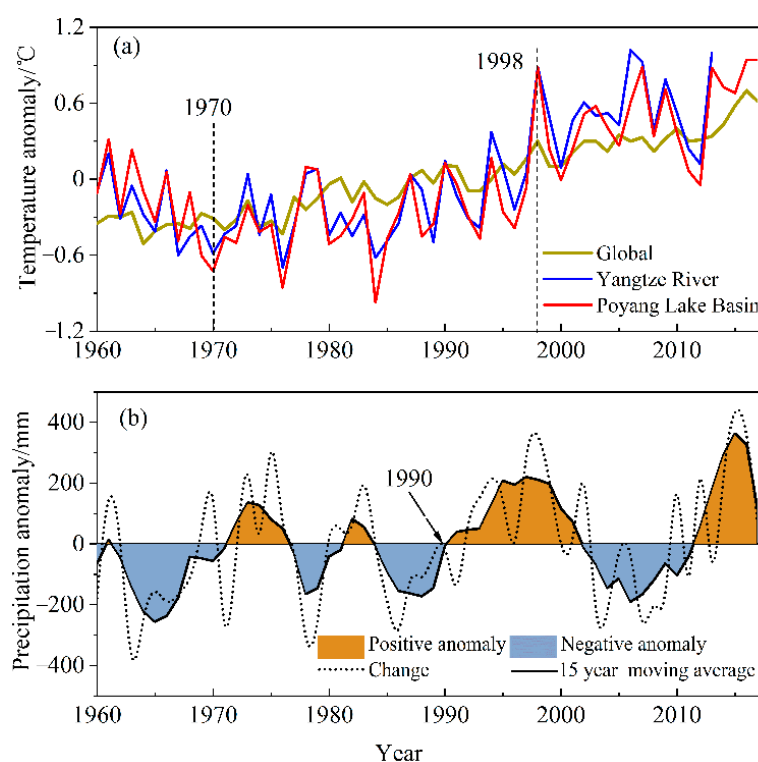 (a)
1970
1998
Temperature anomaly/℃
1.2
0.6
0
−0.6
−1.2
Global
Yangtze River
Poyang Lake Basin
1960 1970 1980 1990 2000 2010
(b)
1990
Precipitation anomaly/mm
400
200
0
−200
−400
Positive anomaly Negative anomaly
Change 15 year moving average
1960 1970 1980 1990 2000 2010
Year